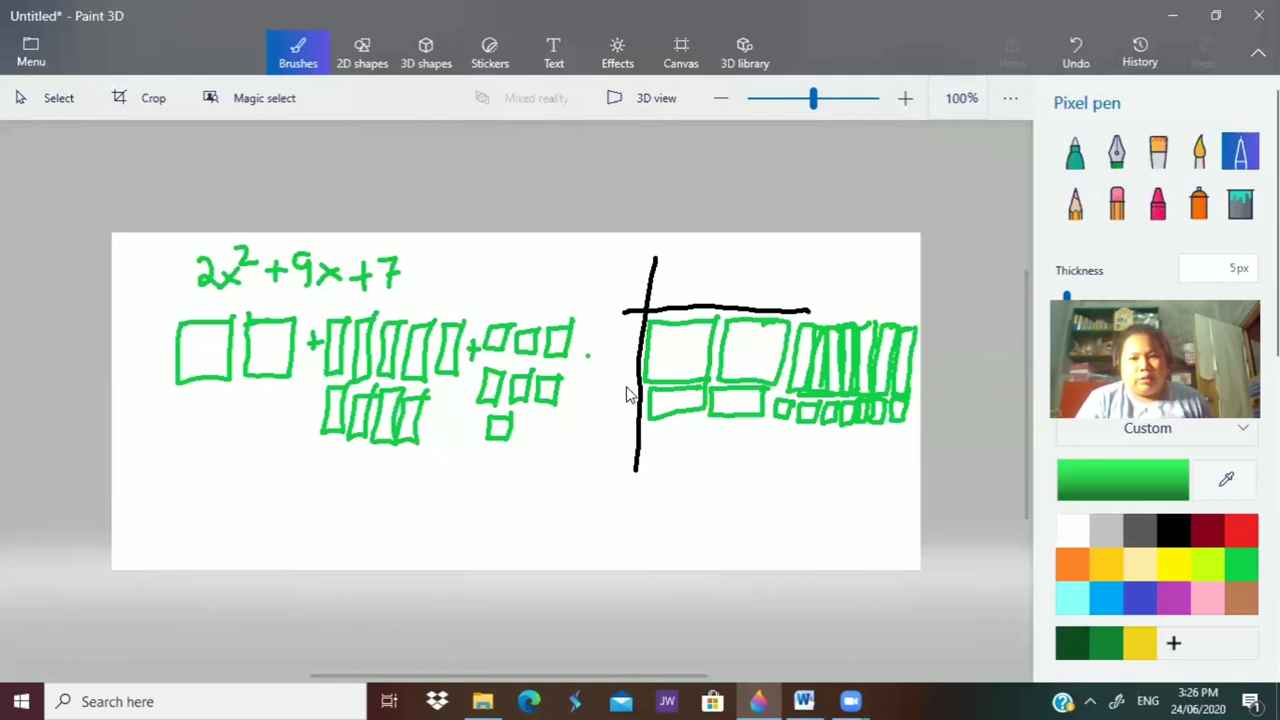 Untitled* - Paint 3D
Menu
Brushes
2D shapes
3D shapes
Stickers
Text
Effects
Canvas
3D library
Undo
History
Select
Crop
Magic select
Mixed reality
3D view
100%
Pixel pen
Thickness
5px
Custom
2x²+9x+7
+
+
Search here
JW
W
ENG
3:26 PM
24/06/2020
1